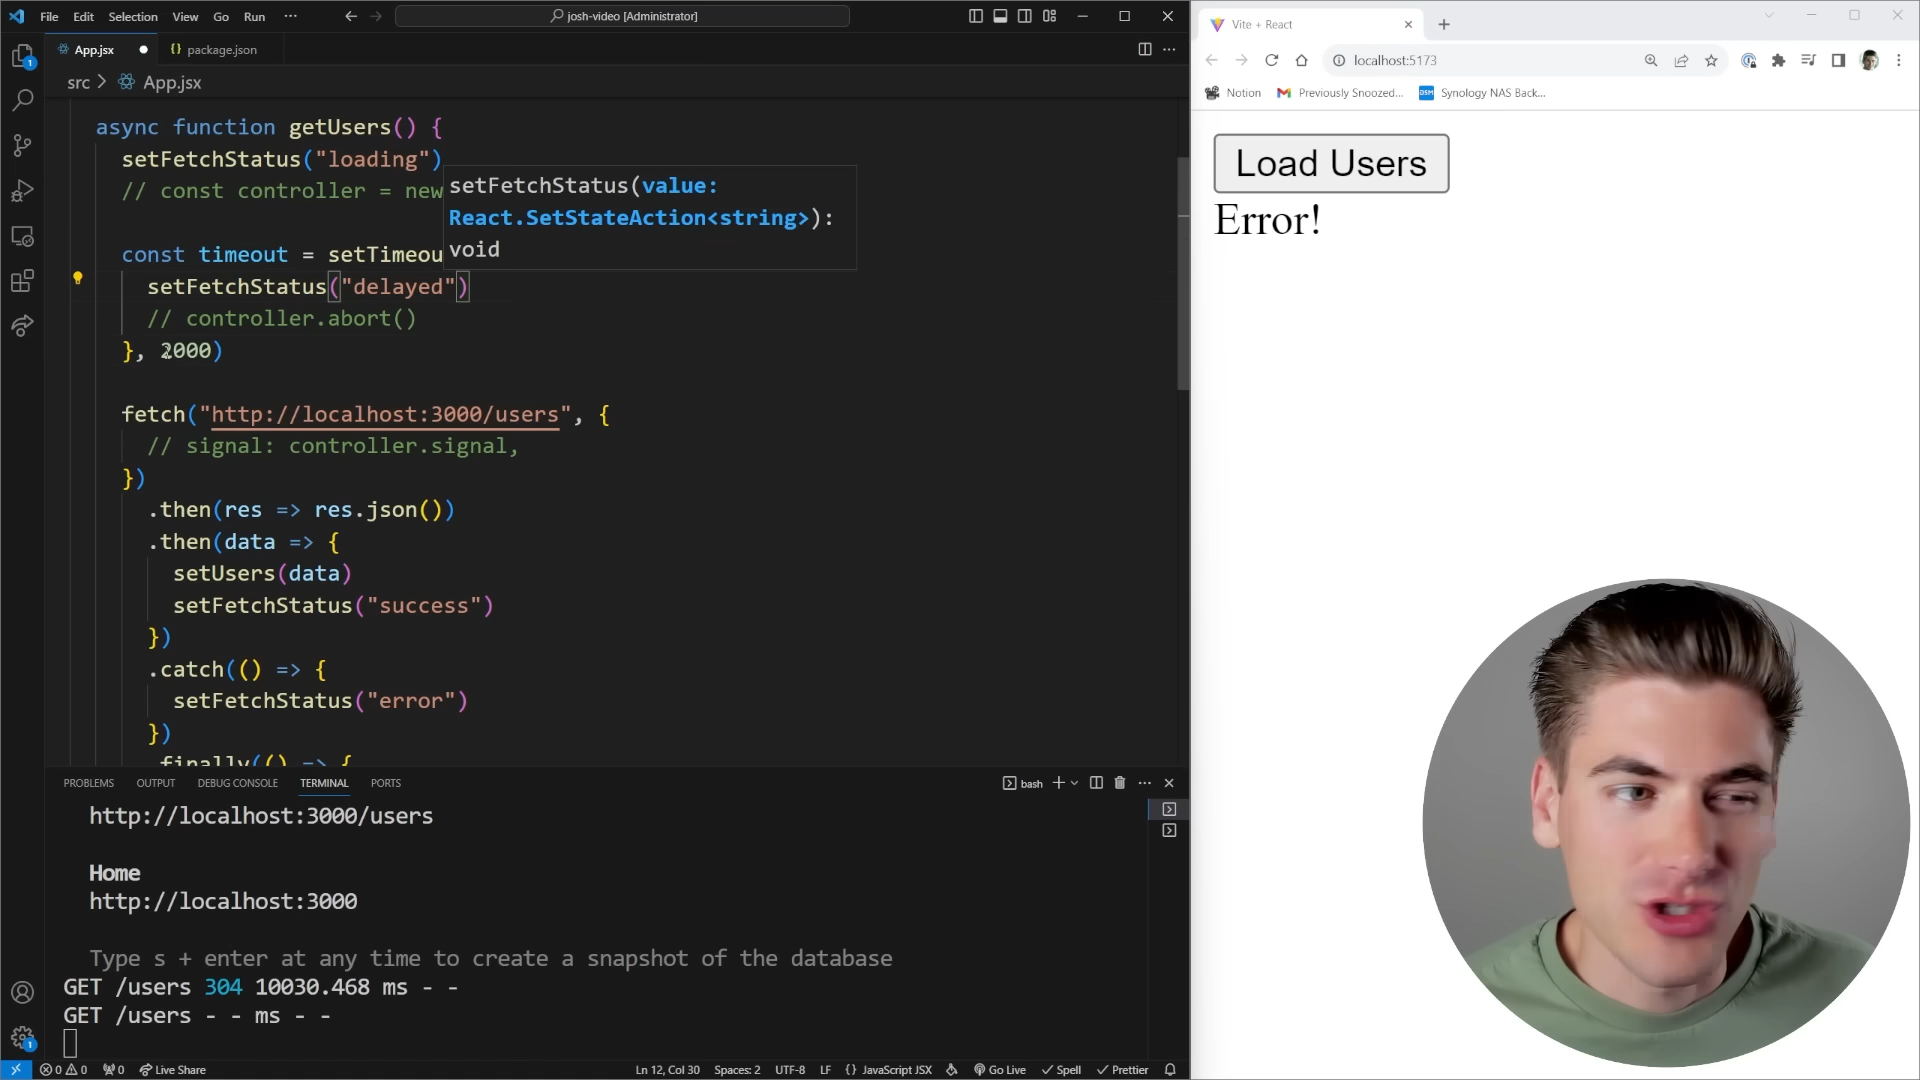 File Edit Selection View Go Run ···
josh-video [Administrator]
App.jsx
package.json
src > App.jsx
async function getUsers() {
setFetchStatus("loading")
// const controller = new
setFetchStatus(value:
React.SetStateAction<string>):
void
const timeout = setTimeou
setFetchStatus("delayed")
// controller.abort()
}, 2000)
fetch("http://localhost:3000/users", {
// signal: controller.signal,
})
.then(res => res.json())
.then(data => {
setUsers(data)
setFetchStatus("success")
})
.catch(() => {
setFetchStatus("error")
})
finally(() => {
PROBLEMS OUTPUT DEBUG CONSOLE TERMINAL PORTS
bash
http://localhost:3000/users
Home
http://localhost:3000
Type s + enter at any time to create a snapshot of the database
GET /users 304 10030.468 ms - -
GET /users - - ms - -
0 0 0 Live Share
Ln 12, Col 30 Spaces: 2 UTF-8 LF {} JavaScript JSX Go Live Spell Prettier
1
1
Vite + React
localhost:5173
Notion Previously Snoozed... Synology NAS Back...
Load Users
Error!